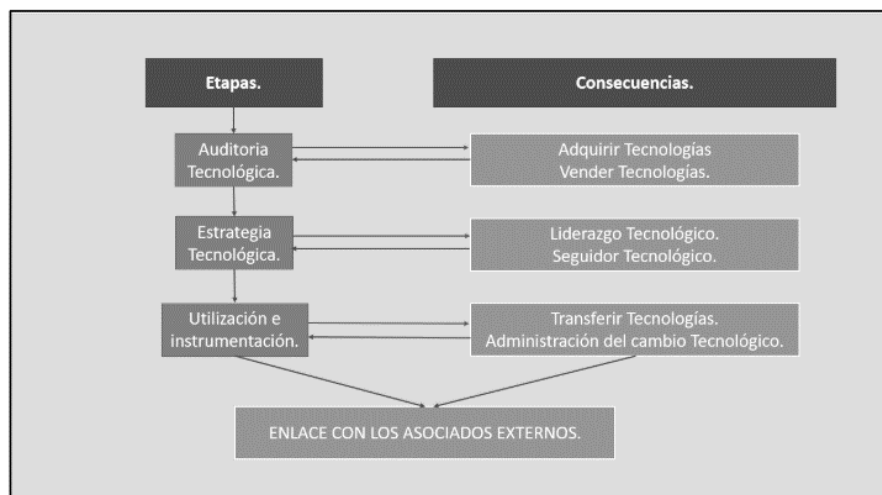 Etapas.
Consecuencias.
Auditoria
Tecnológica.
Adquirir Tecnologías
Vender Tecnologías.
Estrategia
Tecnológica.
Liderazgo Tecnológico.
Seguidor Tecnológico.
Utilización e
instrumentación.
Transferir Tecnologías.
Administración del cambio Tecnológico.
ENLACE CON LOS ASOCIADOS EXTERNOS.